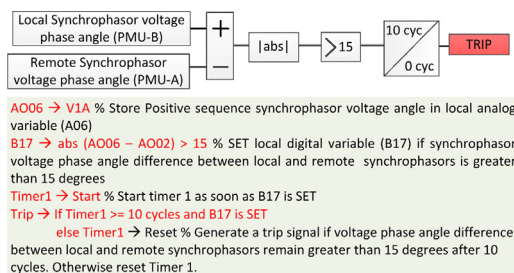 Local Synchrophasor voltage
phase angle (PMU-B)
+
|abs|
>15
10 cyc
0 cyc
TRIP
−
Remote Synchrophasor
voltage phase angle (PMU-A)
AO06 → V1A % Store Positive sequence synchrophasor voltage angle in local analog
variable (A06)
B17 → abs (AO06 – AO02) > 15 % SET local digital variable (B17) if synchrophasor
voltage phase angle difference between local and remote synchrophasors is greater
than 15 degrees
Timer1 → Start % Start timer 1 as soon as B17 is SET
Trip → If Timer1 >= 10 cycles and B17 is SET
else Timer1 → Reset % Generate a trip signal if voltage phase angle difference
between local and remote synchrophasors remain greater than 15 degrees after 10
cycles. Otherwise reset Timer 1.